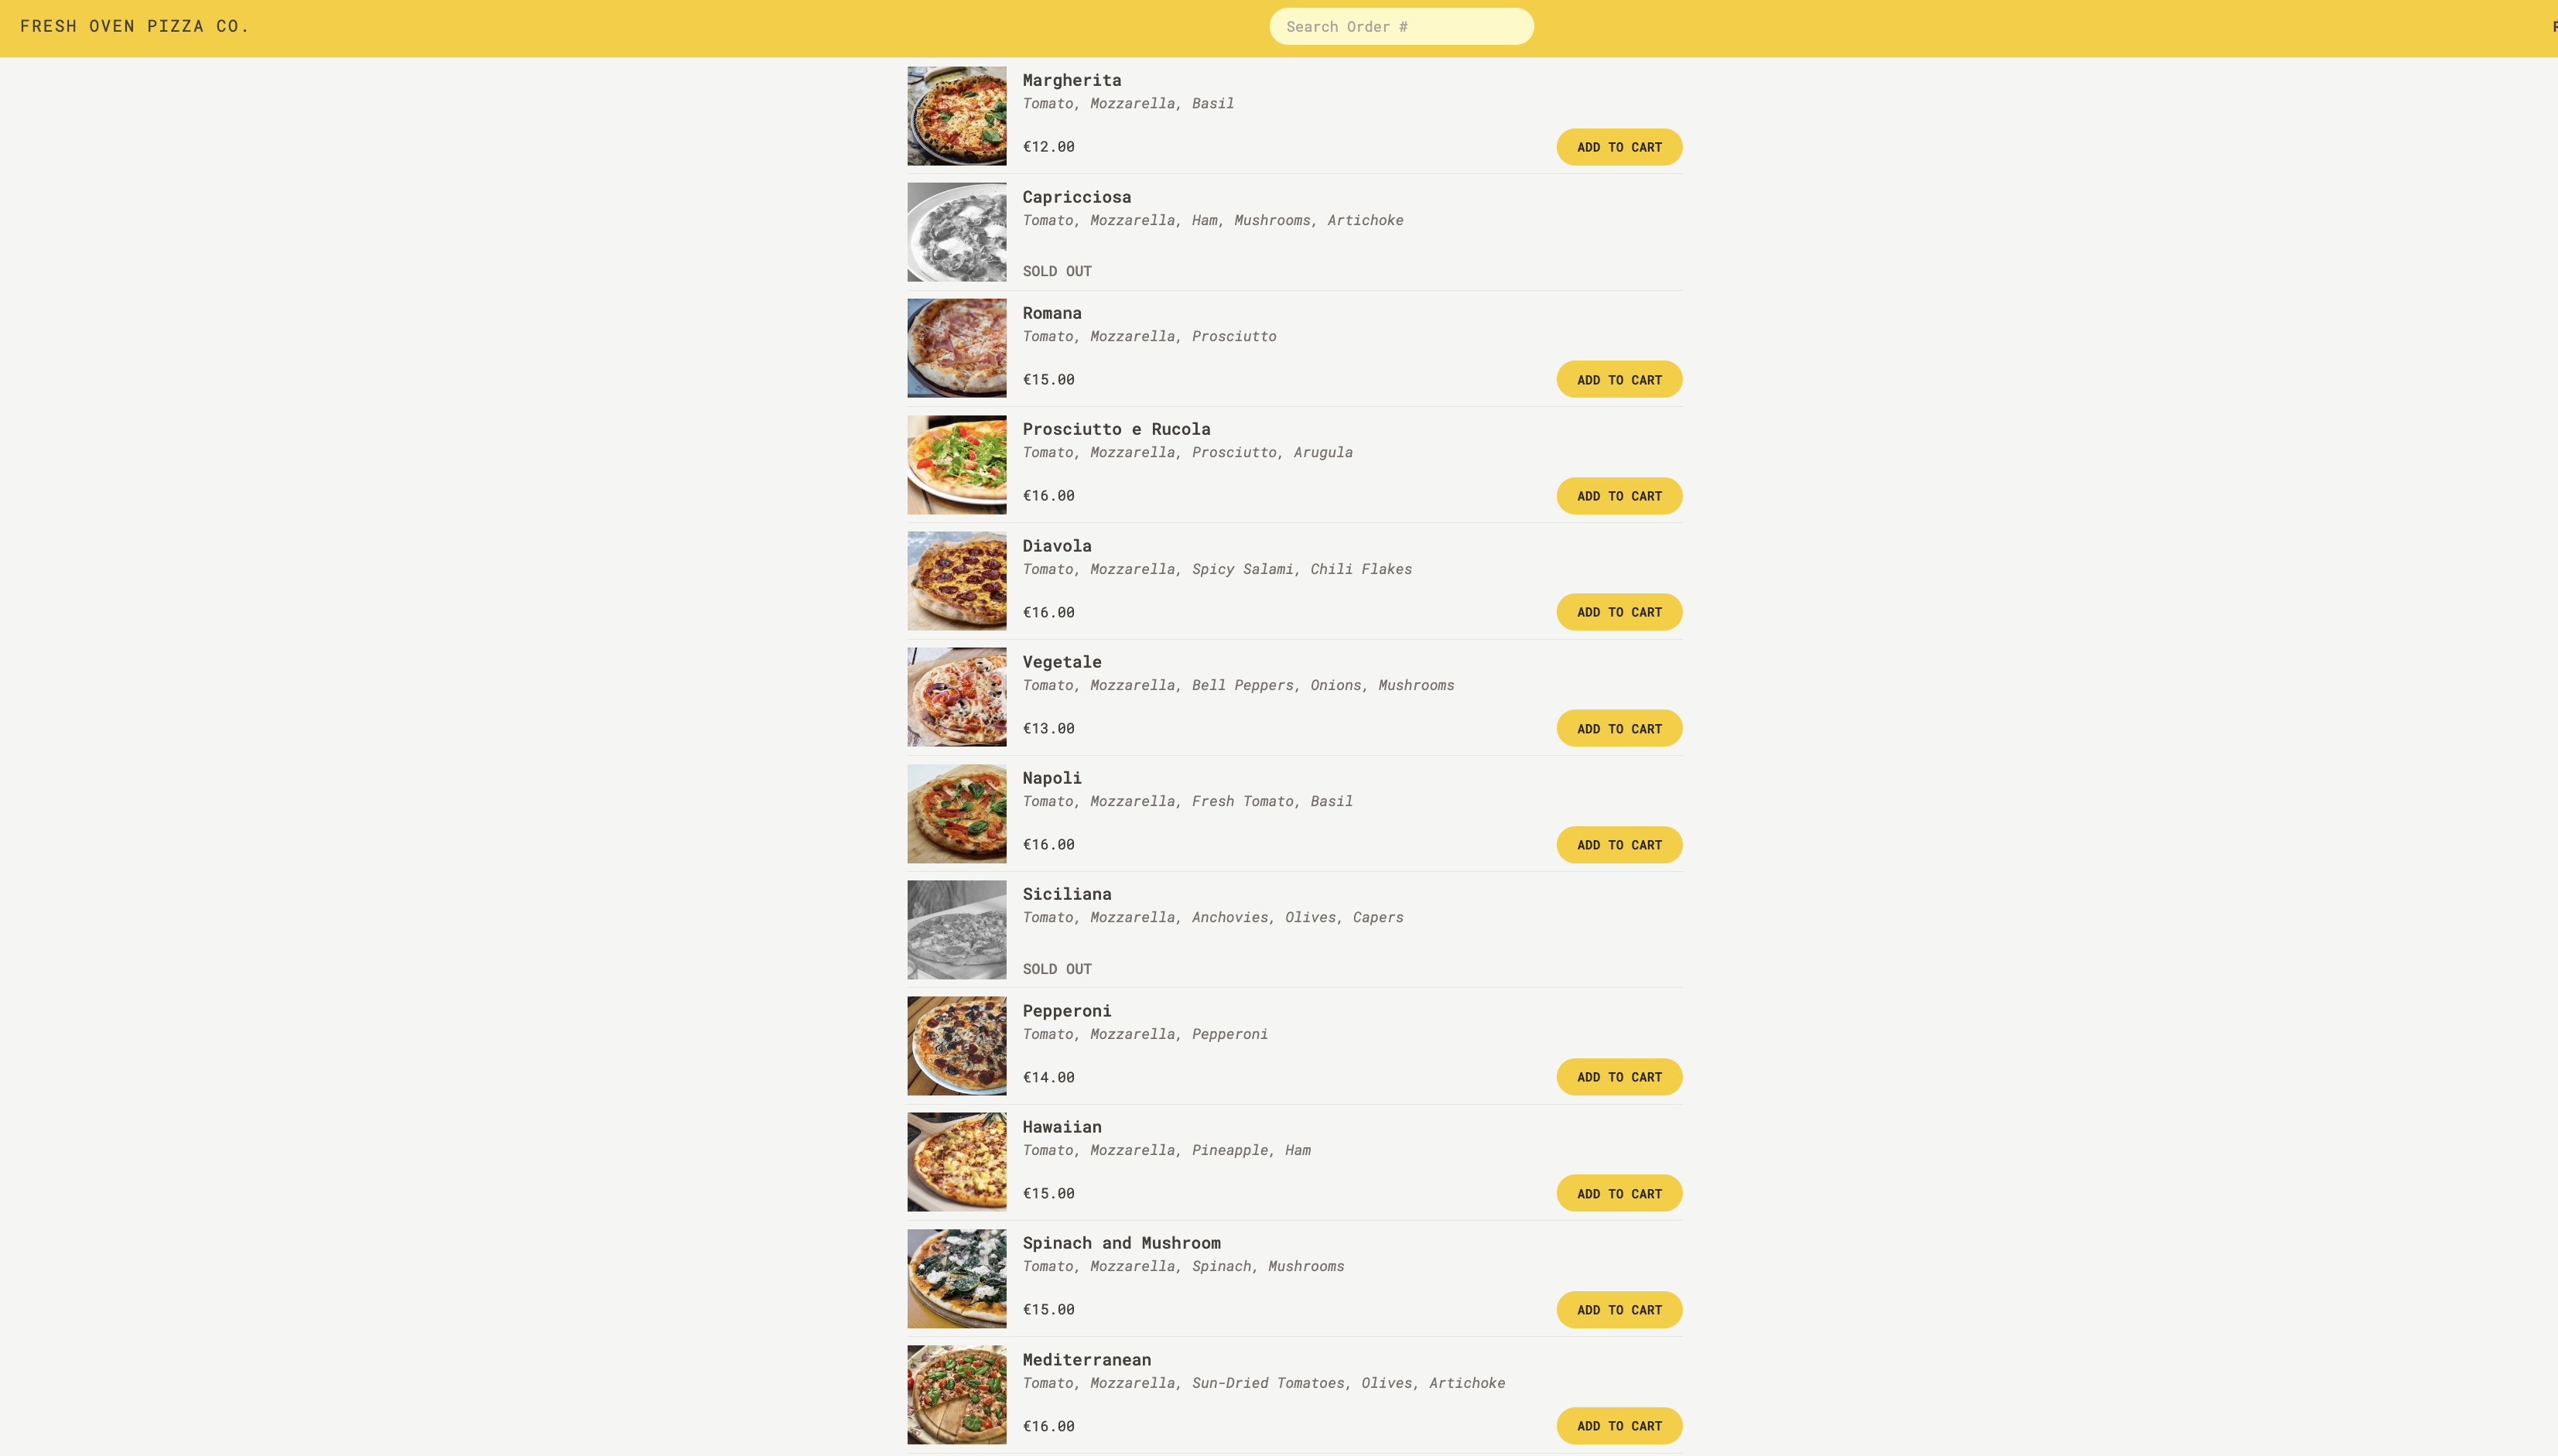 FRESH OVEN PIZZA CO.
Search Order #
Margherita
Tomato, Mozzarella, Basil
€12.00
ADD TO CART
Capricciosa
Tomato, Mozzarella, Ham, Mushrooms, Artichoke
SOLD OUT
Romana
Tomato, Mozzarella, Prosciutto
€15.00
ADD TO CART
Prosciutto e Rucola
Tomato, Mozzarella, Prosciutto, Arugula
€16.00
ADD TO CART
Diavola
Tomato, Mozzarella, Spicy Salami, Chili Flakes
€16.00
ADD TO CART
Vegetale
Tomato, Mozzarella, Bell Peppers, Onions, Mushrooms
€13.00
ADD TO CART
Napoli
Tomato, Mozzarella, Fresh Tomato, Basil
€16.00
ADD TO CART
Siciliana
Tomato, Mozzarella, Anchovies, Olives, Capers
SOLD OUT
Pepperoni
Tomato, Mozzarella, Pepperoni
€14.00
ADD TO CART
Hawaiian
Tomato, Mozzarella, Pineapple, Ham
€15.00
ADD TO CART
Spinach and Mushroom
Tomato, Mozzarella, Spinach, Mushrooms
€15.00
ADD TO CART
Mediterranean
Tomato, Mozzarella, Sun-Dried Tomatoes, Olives, Artichoke
€16.00
ADD TO CART